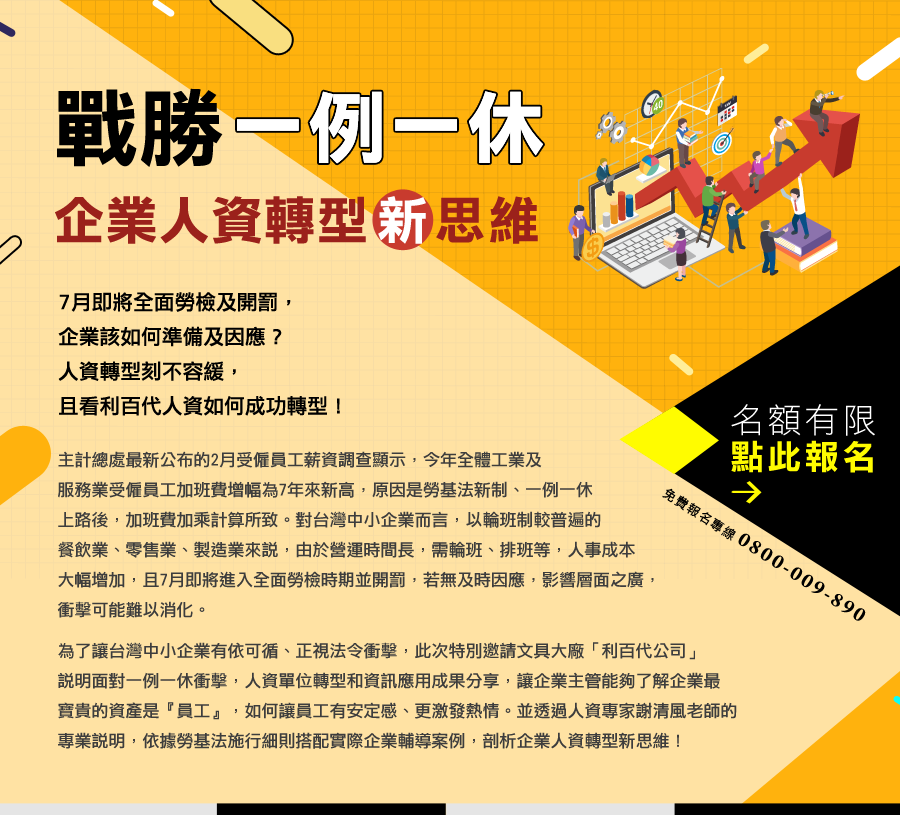 戰勝一例一休
企業人資轉型新思維
7月即將全面勞檢及開罰，
企業該如何準備及因應？
人資轉型刻不容緩，
且看利百代人資如何成功轉型！
名額有限
點此報名
→
免費報名專線 0800-009-890
主計總處最新公布的2月受僱員工薪資調查顯示，今年全體工業及
服務業受僱員工加班費增幅為7年來新高，原因是勞基法新制、一例一休
上路後，加班費加乘計算所致。對台灣中小企業而言，以輪班制較普遍的
餐飲業、零售業、製造業來說，由於營運時間長，需輪班、排班等，人事成本
大幅增加，且7月即將進入全面勞檢時期並開罰，若無及時因應，影響層面之廣，
衝擊可能難以消化。
為了讓台灣中小企業有依可循、正視法令衝擊，此次特別邀請文具大廠「利百代公司」
說明面對一例一休衝擊，人資單位轉型和資訊應用成果分享，讓企業主管能夠了解企業最
寶貴的資產是『員工』，如何讓員工有安定感、更激發熱情。並透過人資專家謝清風老師的
專業說明，依據勞基法施行細則搭配實際企業輔導案例，剖析企業人資轉型新思維！